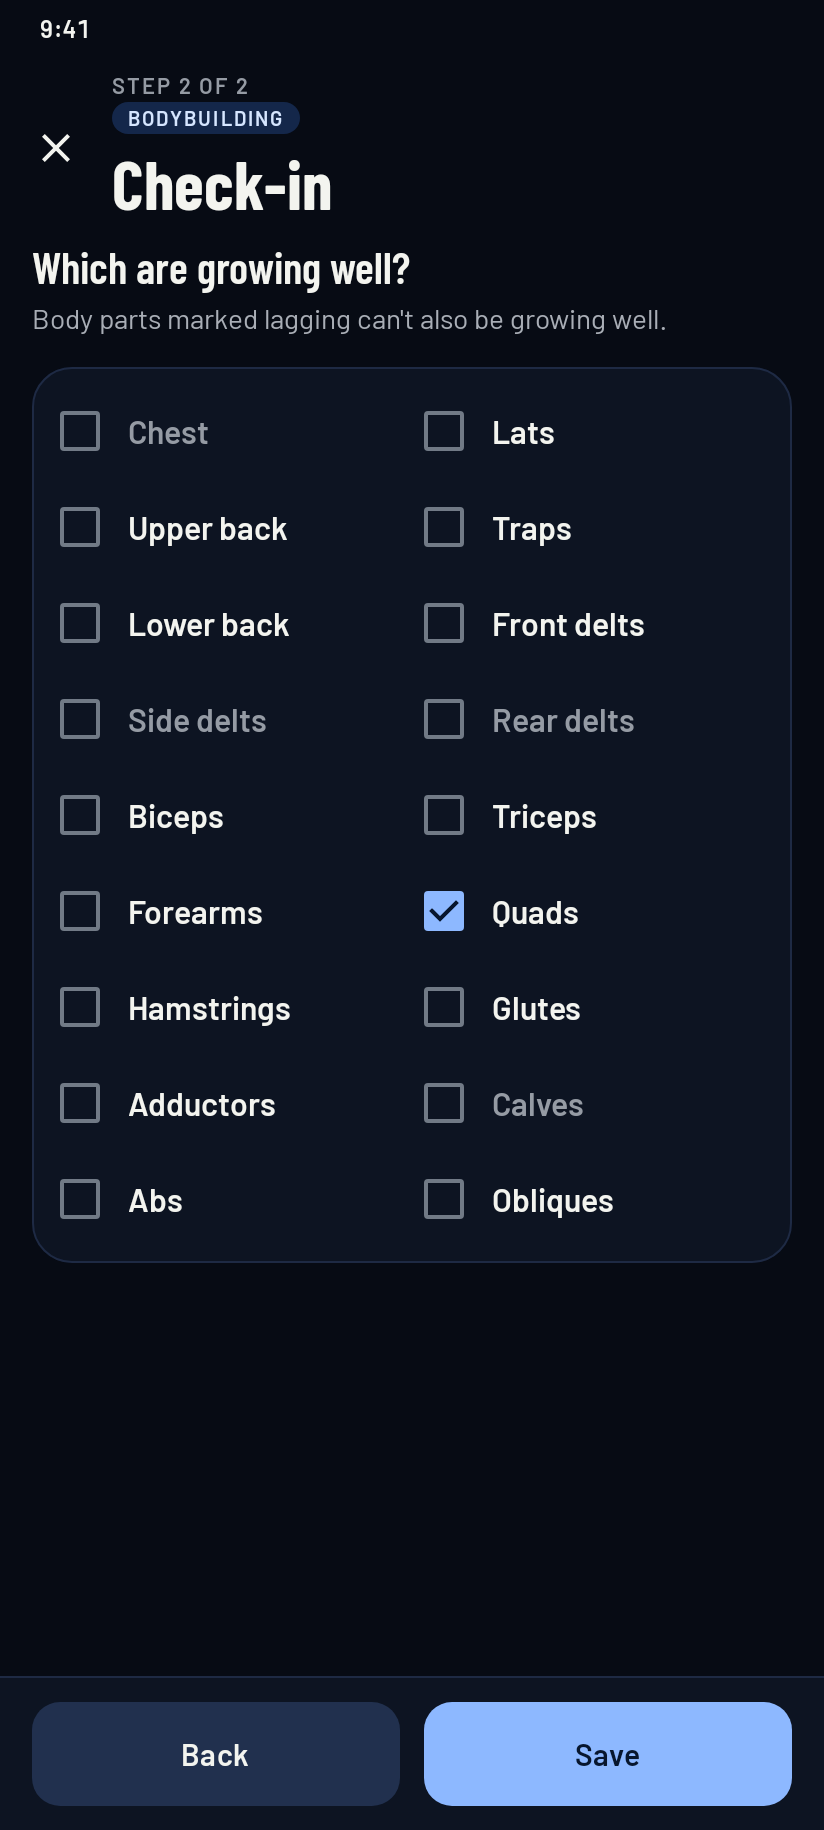 9:41
STEP 2 OF 2
BODYBUILDING
Check-in
Which are growing well?
Body parts marked lagging can't also be growing well.
Chest
Lats
Upper back
Traps
Lower back
Front delts
Side delts
Rear delts
Biceps
Triceps
Forearms
Quads
Hamstrings
Glutes
Adductors
Calves
Abs
Obliques
Back
Save